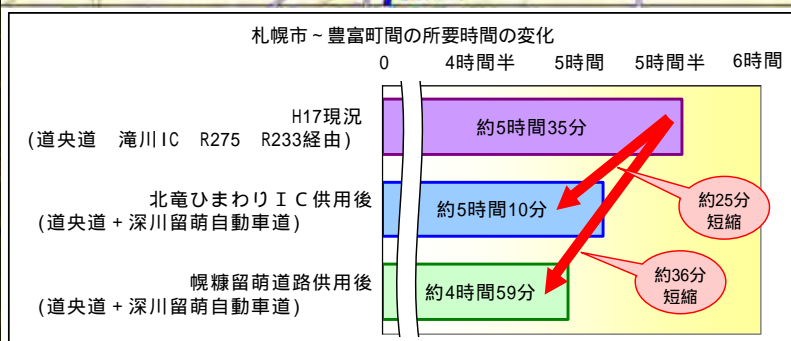 札幌市~豊富町間の所要時間の変化
0 4時間半 5時間 5時間半 6時間
H17現況
(道央道 滝川IC R275 R233経由)
約5時間35分
北竜ひまわりIC供用後
(道央道+深川留萌自動車道)
約5時間10分
約25分
短縮
幌糠留萌道路供用後
(道央道+深川留萌自動車道)
約4時間59分
約36分
短縮